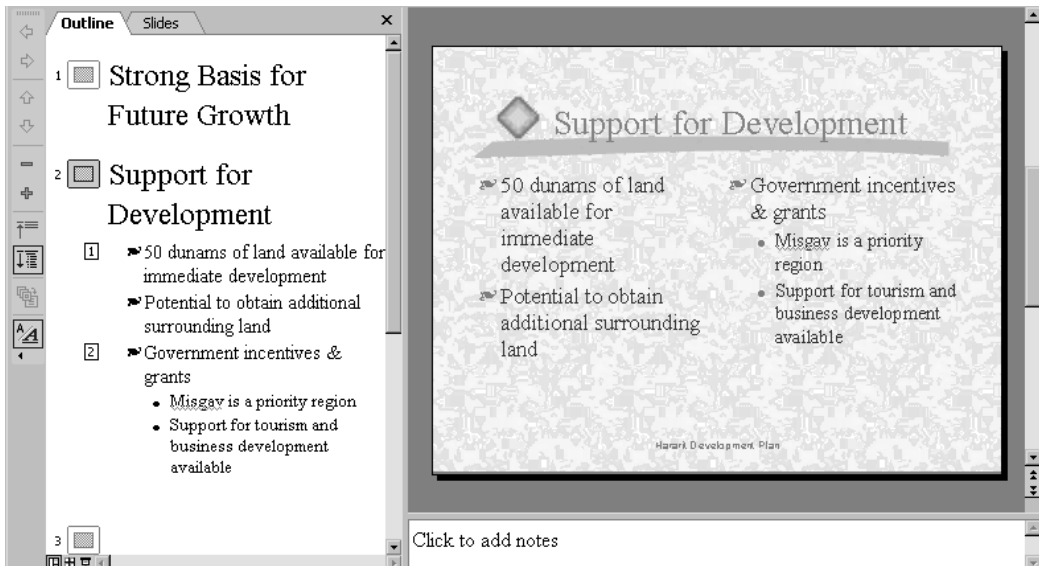 Outline
Slides
1
Strong Basis for
Future Growth
2
Support for
Development
1
50 dunams of land available for
immediate development
Potential to obtain additional
surrounding land
2
Government incentives &
grants
Misgav is a priority region
Support for tourism and
business development
available
3
Support for Development
50 dunams of land
available for
immediate
development
Potential to obtain
additional surrounding
land
Government incentives
& grants
Misgav is a priority
region
Support for tourism and
business development
available
Hararit Development Plan
Click to add notes